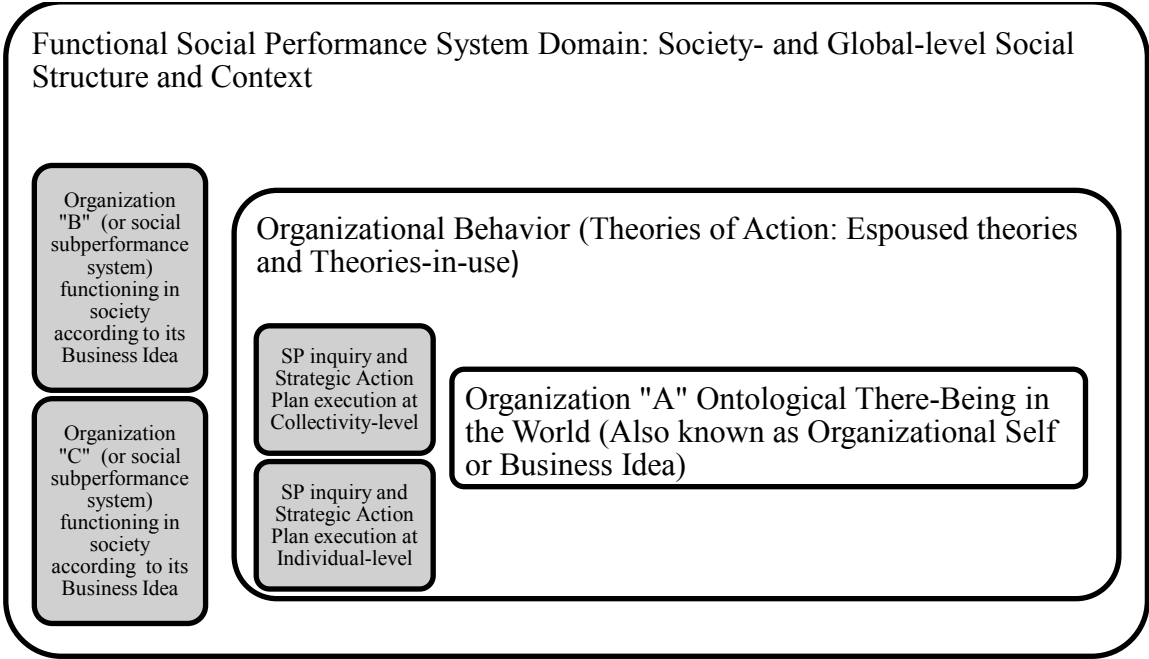 Functional Social Performance System Domain: Society- and Global-level Social
Structure and Context
Organization
"B" (or social
subperformance
system)
functioning in
society
according to its
Business Idea
Organization
"C" (or social
subperformance
system)
functioning in
society
according to its
Business Idea
Organizational Behavior (Theories of Action: Espoused theories
and Theories-in-use)
SP inquiry and
Strategic Action
Plan execution at
Collectivity-level
SP inquiry and
Strategic Action
Plan execution at
Individual-level
Organization "A" Ontological There-Being in
the World (Also known as Organizational Self
or Business Idea)